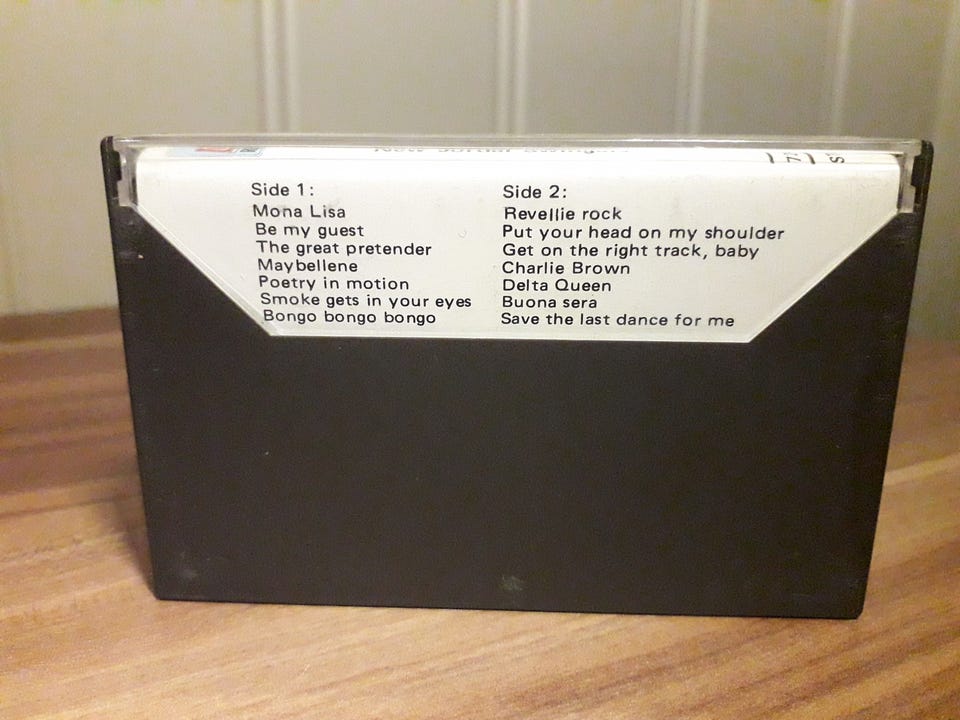 Side 1:
Mona Lisa
Be my guest
The great pretender
Maybellene
Poetry in motion
Smoke gets in your eyes
Bongo bongo bongo
Side 2:
Revellie rock
Put your head on my shoulder
Get on the right track, baby
Charlie Brown
Delta Queen
Buona sera
Save the last dance for me